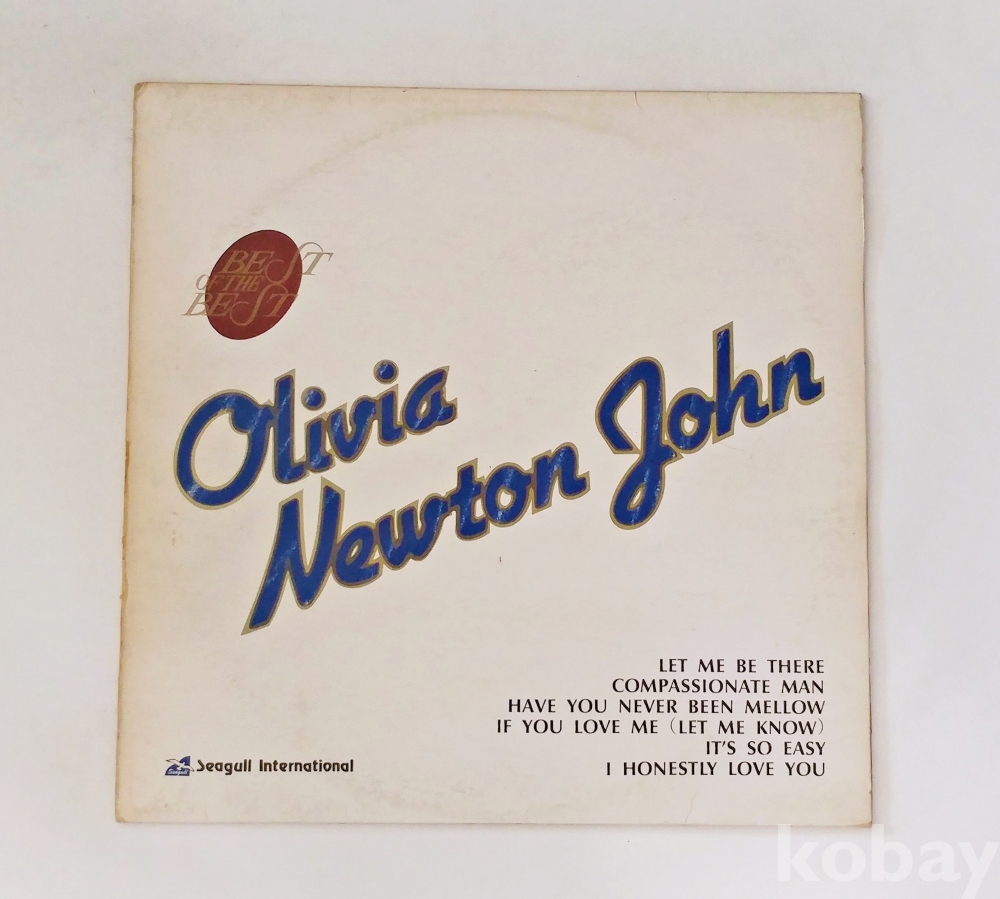 BEST
OF THE
BEST
Olivia
Newton John
LET ME BE THERE
COMPASSIONATE MAN
HAVE YOU NEVER BEEN MELLOW
IF YOU LOVE ME (LET ME KNOW)
IT'S SO EASY
I HONESTLY LOVE YOU
Seagull Seagull International
kobay